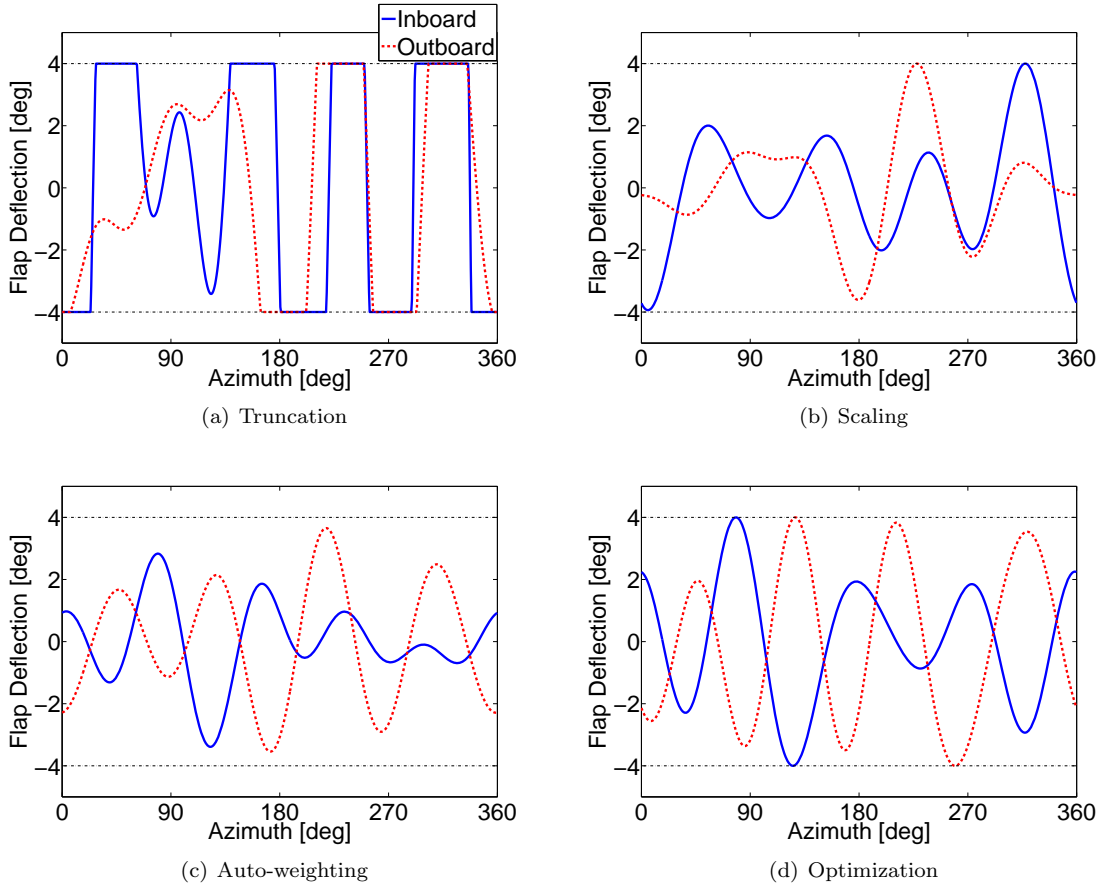 Inboard
Outboard
Flap Deflection [deg]
4
2
0
−2
−4
0
90
180
270
360
Azimuth [deg]
(a) Truncation
Flap Deflection [deg]
4
2
0
−2
−4
0
90
180
270
360
Azimuth [deg]
(b) Scaling
Flap Deflection [deg]
4
2
0
−2
−4
0
90
180
270
360
Azimuth [deg]
(c) Auto-weighting
Flap Deflection [deg]
4
2
0
−2
−4
0
90
180
270
360
Azimuth [deg]
(d) Optimization